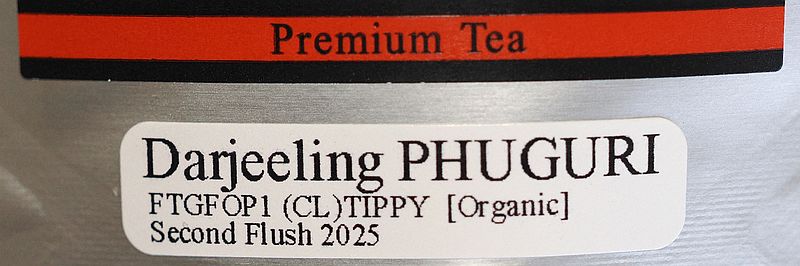 Premium Tea
Darjeeling PHUGURI
FTGFOP1 (CL)TIPPY [Organic]
Second Flush 2025